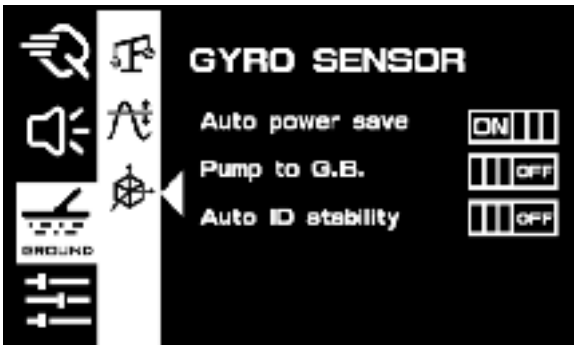 GYRO SENSOR
Auto power save ON
Pump to G.B. OFF
Auto ID stability OFF
GROUND